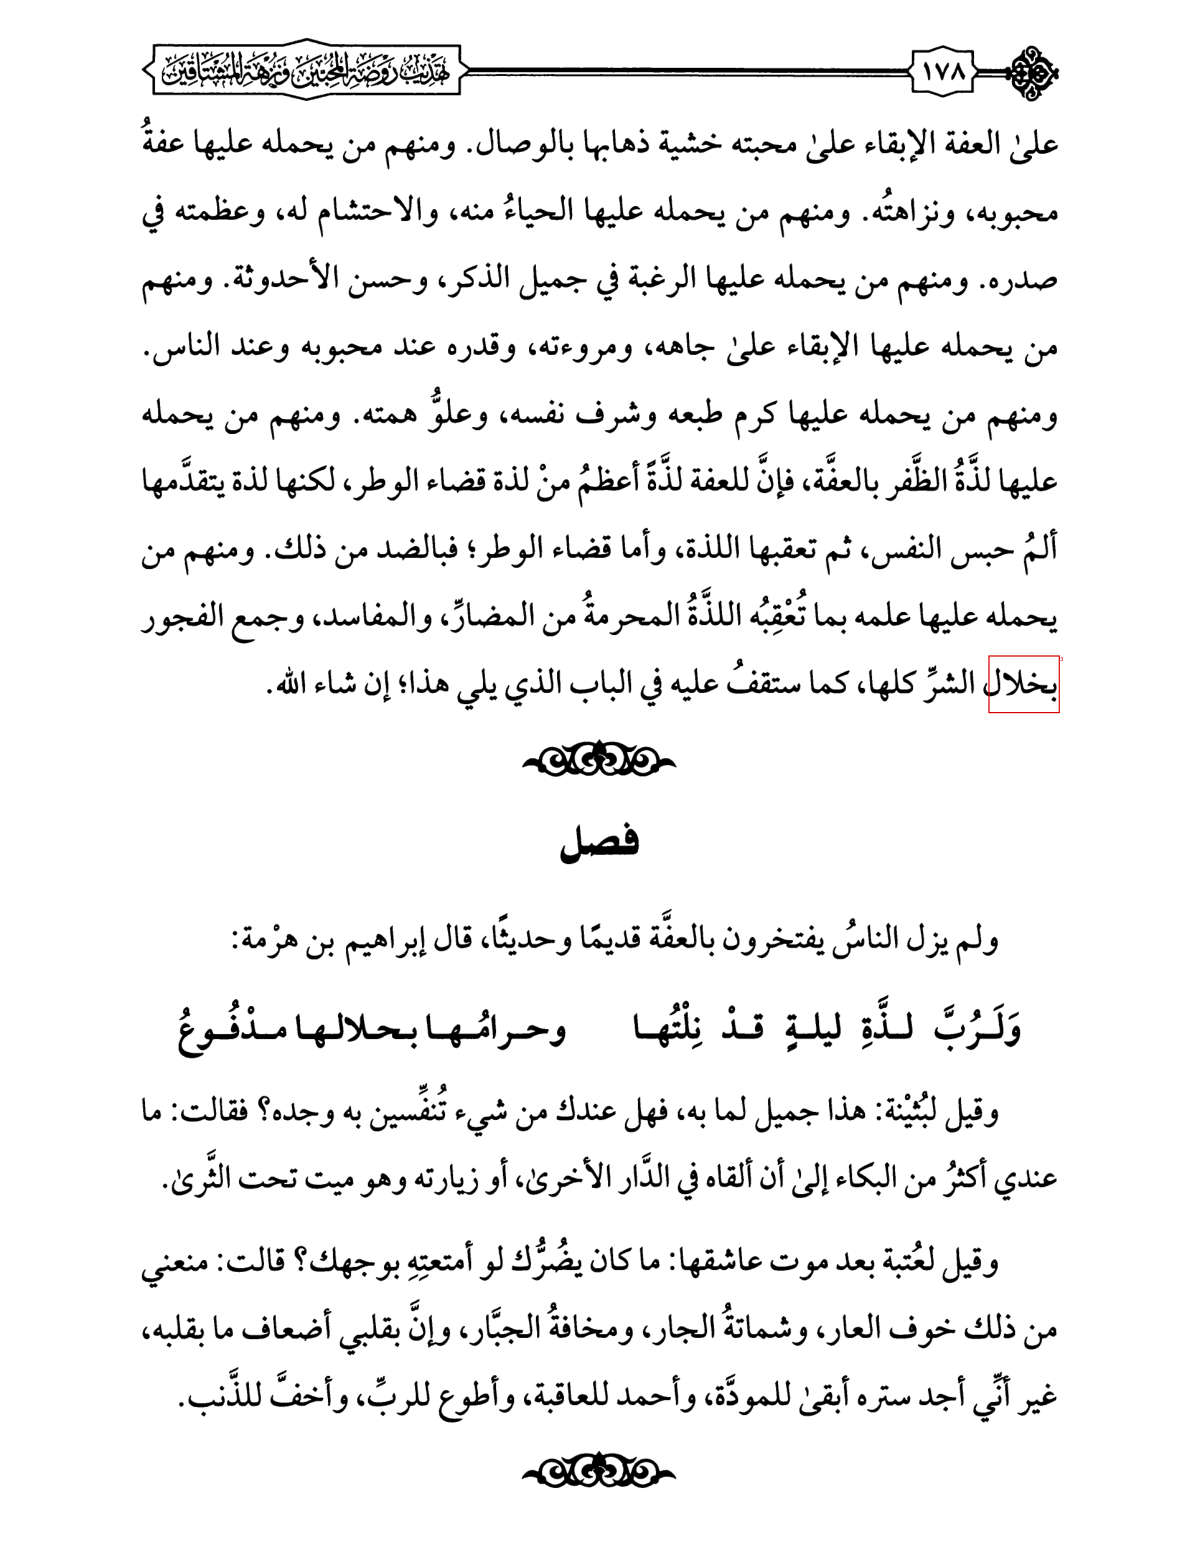 ١٧٨
تهذيب روضة المحبين ونزهة المشتاقين
علىٰ العفة الإبقاء علىٰ محبته خشية ذهابها بالوصال. ومنهم من يحمله عليها عفةُ
محبوبه، ونزاهتُه. ومنهم من يحمله عليها الحياءُ منه، والاحتشام له، وعظمته في
صدره. ومنهم من يحمله عليها الرغبة في جميل الذكر، وحسن الأحدوثة. ومنهم
من يحمله عليها الإبقاء علىٰ جاهه، ومروءته، وقدره عند محبوبه وعند الناس.
ومنهم من يحمله عليها كرم طبعه وشرف نفسه، وعلوُّ همته. ومنهم من يحمله
عليها لذَّةُ الظَّفر بالعفَّة، فإنَّ للعفة لذَّةً أعظمُ منْ لذة قضاء الوطر، لكنها لذة يتقدَّمها
ألمُ حبس النفس، ثم تعقبها اللذة، وأما قضاء الوطر؛ فبالضد من ذلك. ومنهم من
يحمله عليها علمه بما تُعْقِبُه اللذَّةُ المحرمةُ من المضارِّ، والمفاسد، وجمع الفجور
بخلال الشرِّ كلها، كما ستقفُ عليه في الباب الذي يلي هذا؛ إن شاء الله.
فصل
ولم يزل الناسُ يفتخرون بالعفَّة قديمًا وحديثًا، قال إبراهيم بن هرْمة:
وَلَـرُبَّ لـذَّةِ ليلـةٍ قـدْ نِلْتُهـا وحـرامُـهـا بـحـلالـهـا مـدْفُـوعُ
وقيل لبُثيْنة: هذا جميل لما به، فهل عندك من شيء تُنفِّسين به وجده؟ فقالت: ما
عندي أكثرُ من البكاء إلىٰ أن ألقاه في الدَّار الأخرىٰ، أو زيارته وهو ميت تحت الثَّرىٰ.
وقيل لعُتبة بعد موت عاشقها: ما كان يضُرُّك لو أمتعتِهِ بوجهك؟ قالت: منعني
من ذلك خوف العار، وشماتةُ الجار، ومخافةُ الجبَّار، وإنَّ بقلبي أضعاف ما بقلبه،
غير أنِّي أجد ستره أبقىٰ للمودَّة، وأحمد للعاقبة، وأطوع للربِّ، وأخفَّ للذَّنب.